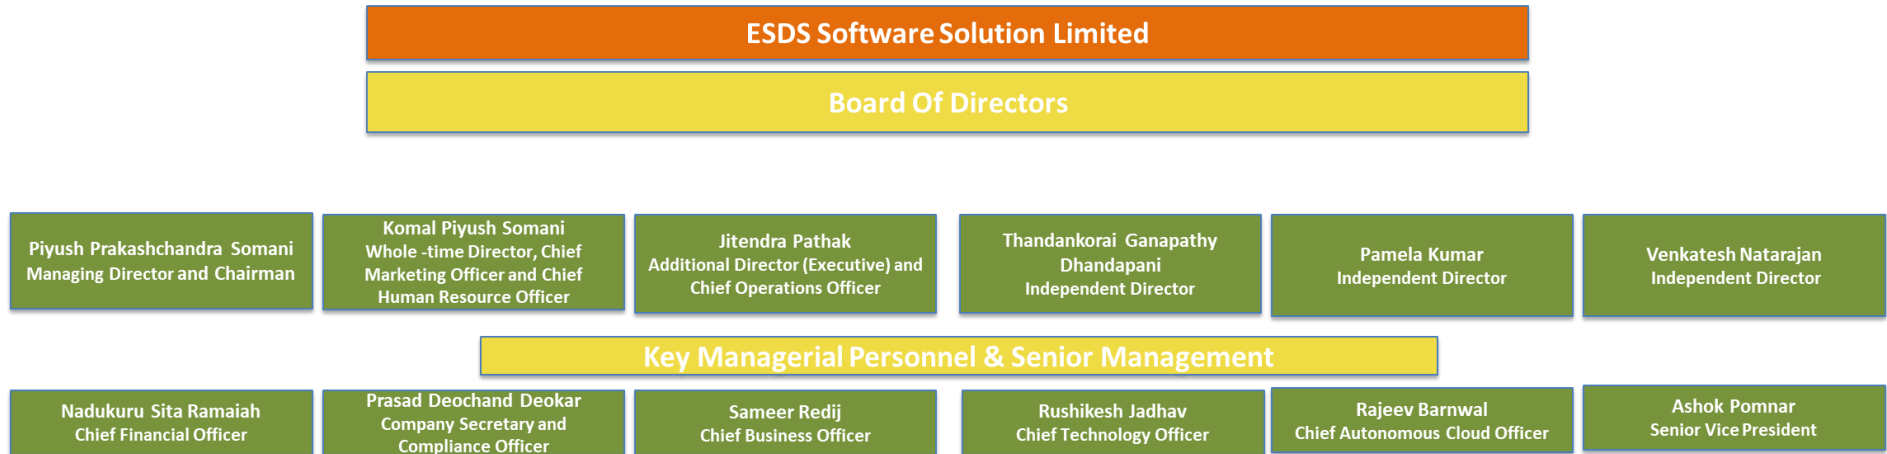 ESDS Software Solution Limited
Board Of Directors
Piyush Prakashchandra Somani
Managing Director and Chairman
Komal Piyush Somani
Whole -time Director, Chief
Marketing Officer and Chief
Human Resource Officer
Jitendra Pathak
Additional Director (Executive) and
Chief Operations Officer
Thandankorai Ganapathy
Dhandapani
Independent Director
Pamela Kumar
Independent Director
Venkatesh Natarajan
Independent Director
Key Managerial Personnel & Senior Management
Nadukuru Sita Ramaiah
Chief Financial Officer
Prasad Deochand Deokar
Company Secretary and
Compliance Officer
Sameer Redij
Chief Business Officer
Rushikesh Jadhav
Chief Technology Officer
Rajeev Barnwal
Chief Autonomous Cloud Officer
Ashok Pomnar
Senior Vice President